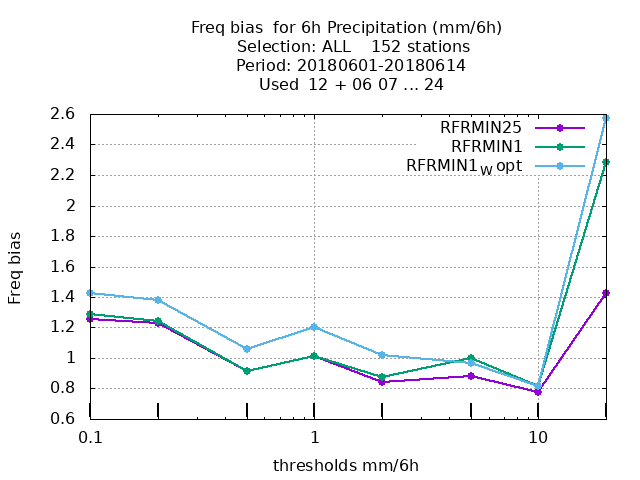 Freq bias  for 6h Precipitation (mm/6h)
Selection: ALL    152 stations
Period: 20180601-20180614
Used  12 + 06 07 ... 24
RFRMIN25
RFRMIN1
RFRMIN1W opt
2.6
2.4
2.2
2
1.8
1.6
1.4
1.2
1
0.8
0.6
Freq bias
0.1
1
10
thresholds mm/6h